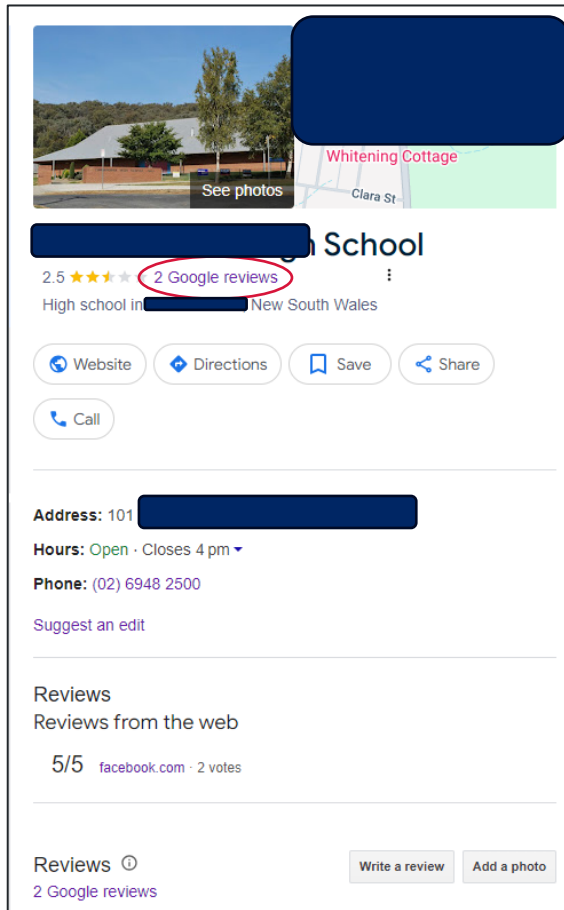 See photos
Whitening Cottage
Clara St
School
2.5 2 Google reviews
High school in New South Wales
Website Directions Save Share
Call
Address: 101
Hours: Open · Closes 4 pm
Phone: (02) 6948 2500
Suggest an edit
Reviews
Reviews from the web
5/5 facebook.com · 2 votes
Reviews Write a review Add a photo
2 Google reviews